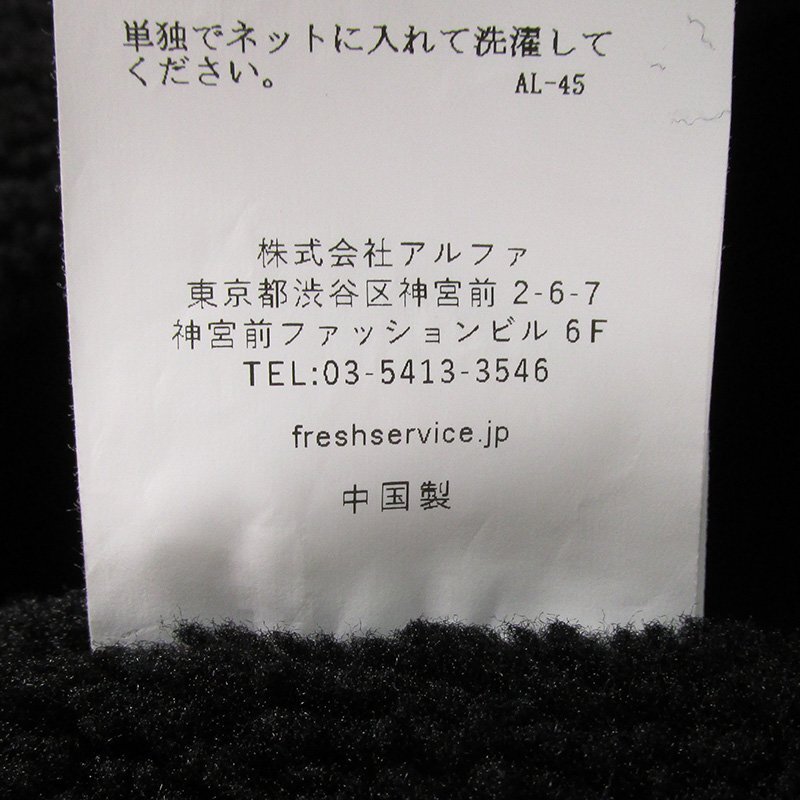 単独でネットに入れて洗濯して
ください。
AL-45
株式会社アルファ
東京都渋谷区神宮前 2-6-7
神宮前ファッションビル 6F
TEL:03-5413-3546
freshservice.jp
中国製